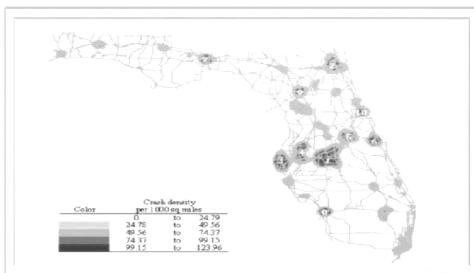 Crash density
Color per 1000 sq miles
0 to 24.79
24.78 to 49.56
49.56 to 74.37
74.37 to 99.15
99.15 to 123.96